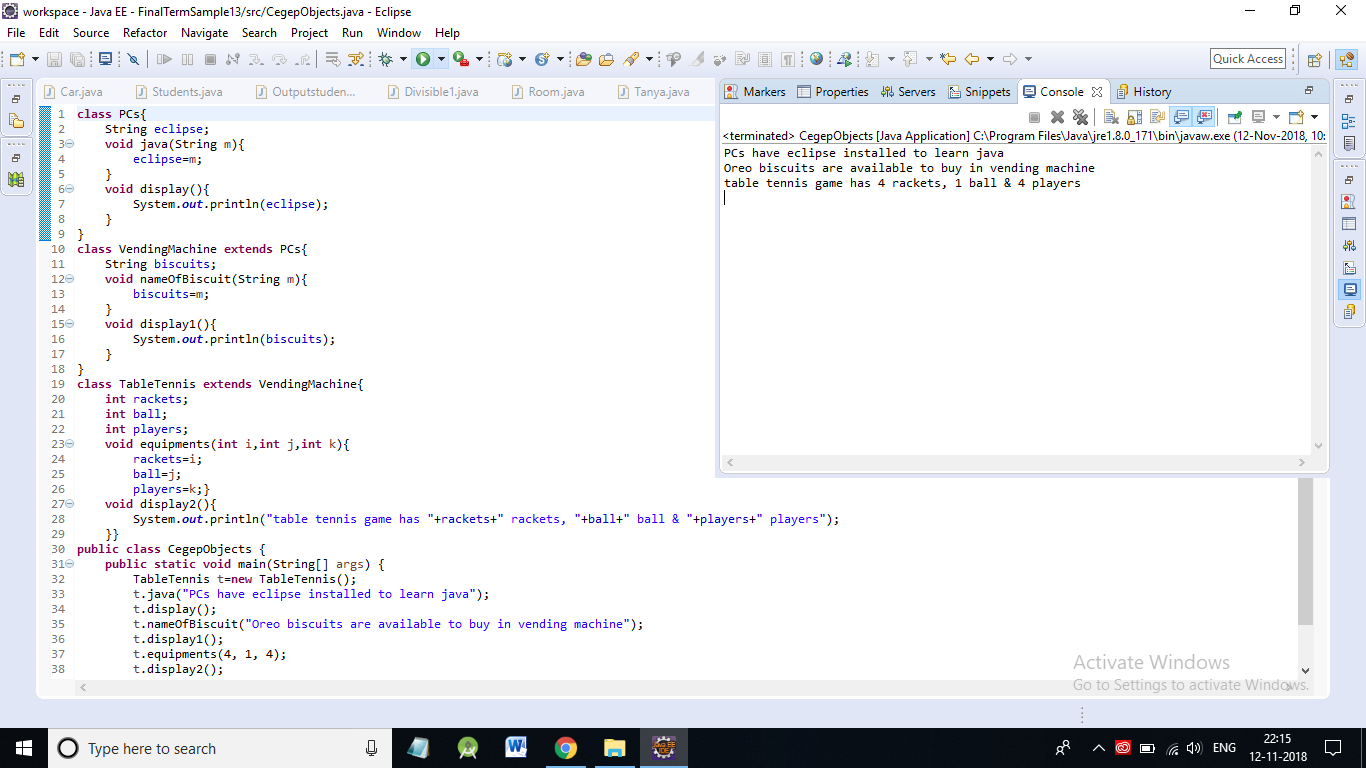 workspace - Java EE - FinalTermSample13/src/CegepObjects.java - Eclipse
File Edit Source Refactor Navigate Search Project Run Window Help
Quick Access
Car.java Students.java Outputstuden... Divisible1.java Room.java Tanya.java
1 class PCs{
2 String eclipse;
3 void java(String m){
4 eclipse=m;
5 }
6 void display(){
7 System.out.println(eclipse);
8 }
9 }
10 class VendingMachine extends PCs{
11 String biscuits;
12 void nameOfBiscuit(String m){
13 biscuits=m;
14 }
15 void display1(){
16 System.out.println(biscuits);
17 }
18 }
19 class TableTennis extends VendingMachine{
20 int rackets;
21 int ball;
22 int players;
23 void equipments(int i,int j,int k){
24 rackets=i;
25 ball=j;
26 players=k;}
27 void display2(){
28 System.out.println("table tennis game has "+rackets+" rackets, "+ball+" ball & "+players+" players");
29 }}
30 public class CegepObjects {
31 public static void main(String[] args) {
32 TableTennis t=new TableTennis();
33 t.java("PCs have eclipse installed to learn java");
34 t.display();
35 t.nameOfBiscuit("Oreo biscuits are available to buy in vending machine");
36 t.display1();
37 t.equipments(4, 1, 4);
38 t.display2();
Markers Properties Servers Snippets Console History
<terminated> CegepObjects [Java Application] C:\Program Files\Java\jre1.8.0_171\bin\javaw.exe (12-Nov-2018, 10:
PCs have eclipse installed to learn java
Oreo biscuits are available to buy in vending machine
table tennis game has 4 rackets, 1 ball & 4 players
Activate Windows
Go to Settings to activate Windows.
Type here to search
ENG
22:15
12-11-2018